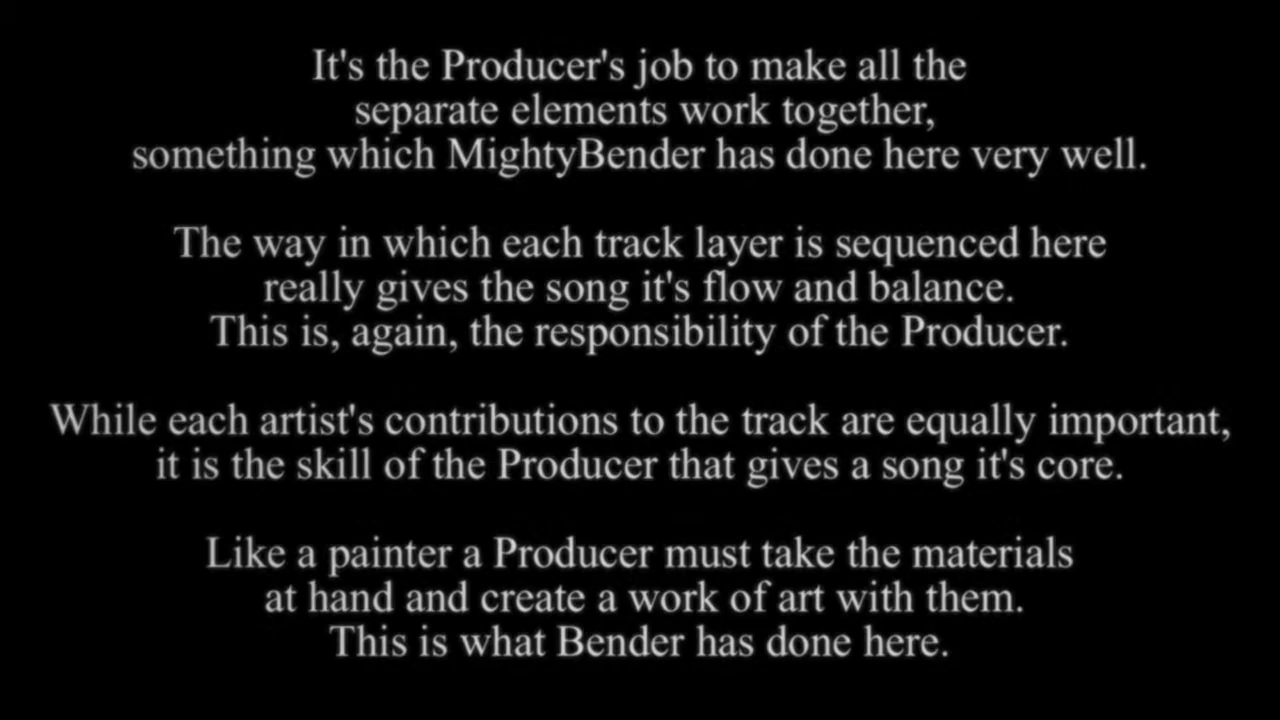 It's the Producer's job to make all the
separate elements work together,
something which MightyBender has done here very well.
The way in which each track layer is sequenced here
really gives the song it's flow and balance.
This is, again, the responsibility of the Producer.
While each artist's contributions to the track are equally important,
it is the skill of the Producer that gives a song it's core.
Like a painter a Producer must take the materials
at hand and create a work of art with them.
This is what Bender has done here.